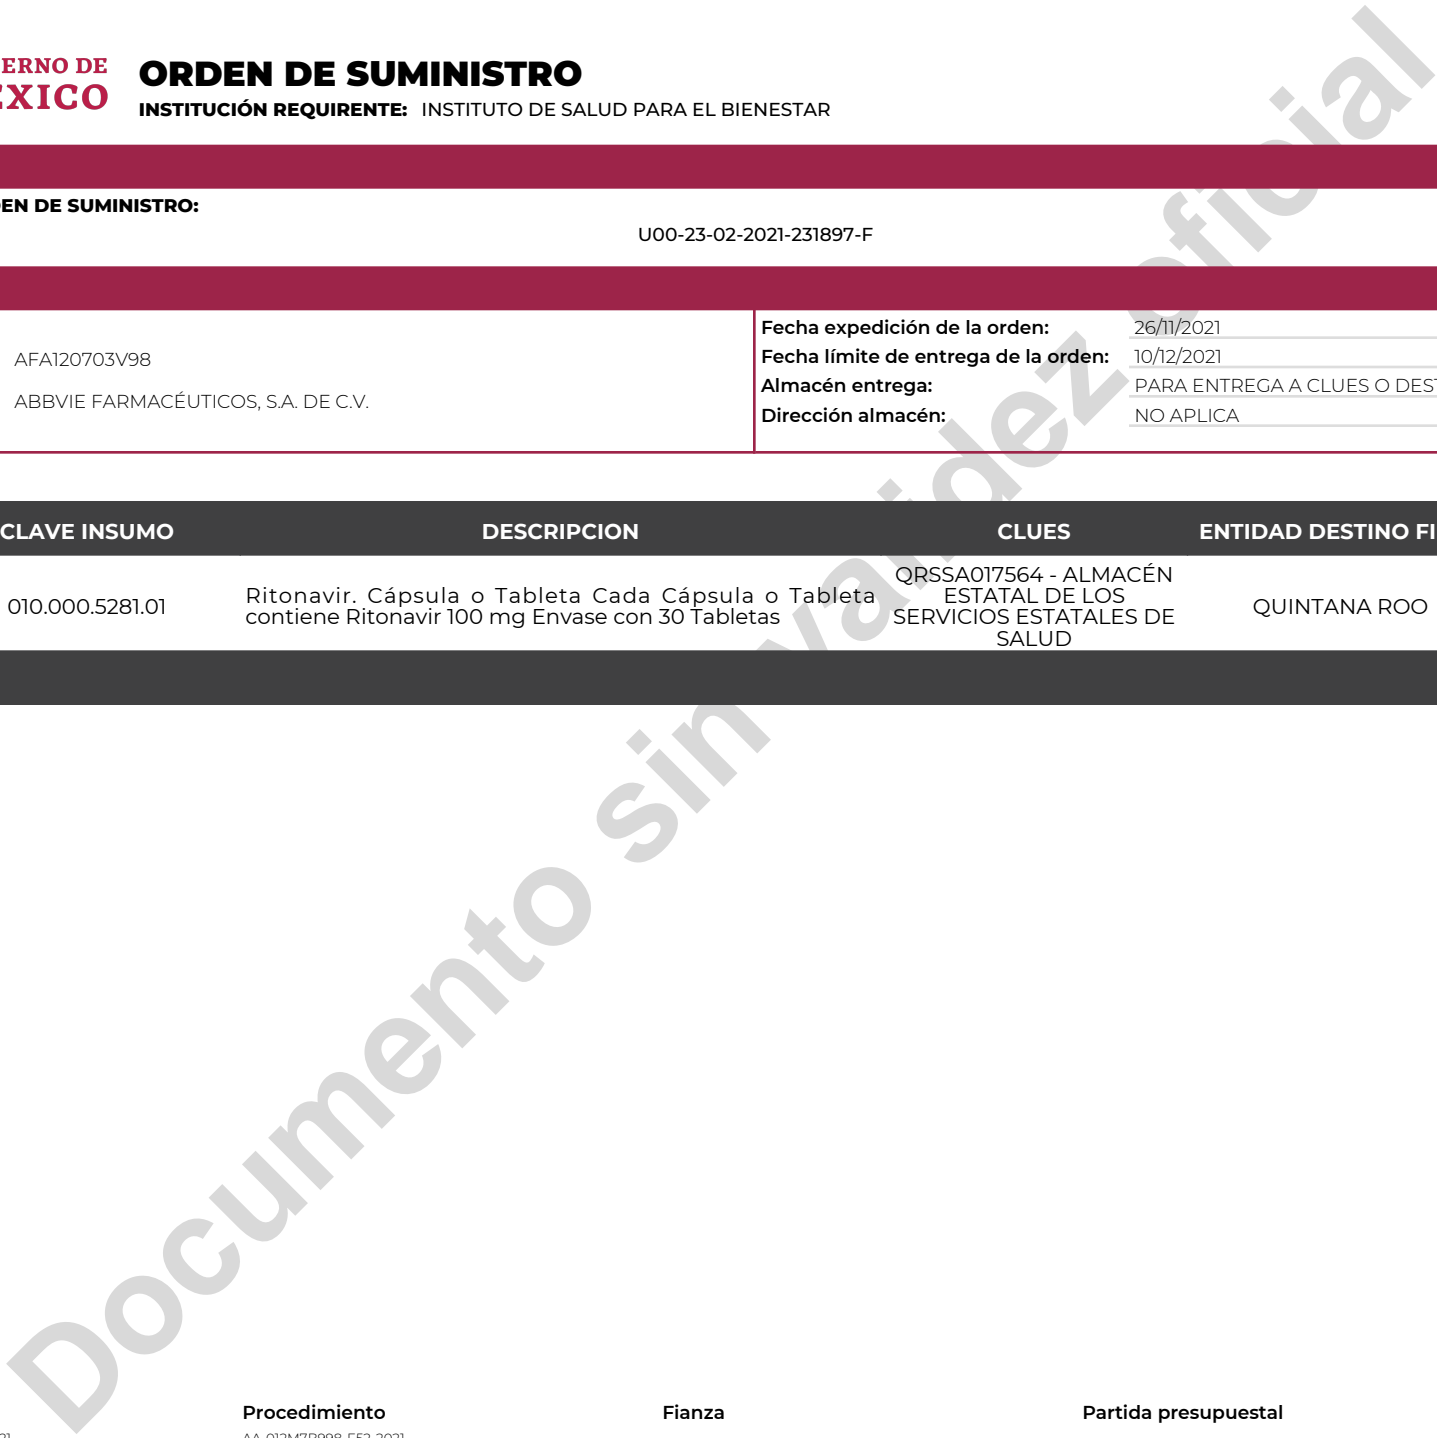 ERNO DE
ORDEN DE SUMINISTRO
INSTITUCIÓN REQUIRENTE: INSTITUTO DE SALUD PARA EL BIENESTAR
EXICO
EN DE SUMINISTRO:
U00-23-02-2021-231897-F
AFA120703V98
ABBVIE FARMACÉUTICOS, S.A. DE C.V.
Fecha expedición de la orden: 26/11/2021
Fecha límite de entrega de la orden: 10/12/2021
Almacén entrega: PARA ENTREGA A CLUES O DEST
Dirección almacén: NO APLICA
CLAVE INSUMO DESCRIPCION CLUES ENTIDAD DESTINO FI
010.000.5281.01
Ritonavir. Cápsula o Tableta Cada Cápsula o Tableta
contiene Ritonavir 100 mg Envase con 30 Tabletas
QRSSA017564 - ALMACÉN
ESTATAL DE LOS
SERVICIOS ESTATALES DE
SALUD
QUINTANA ROO
Documento sin validez oficial
Procedimiento Fianza Partida presupuestal